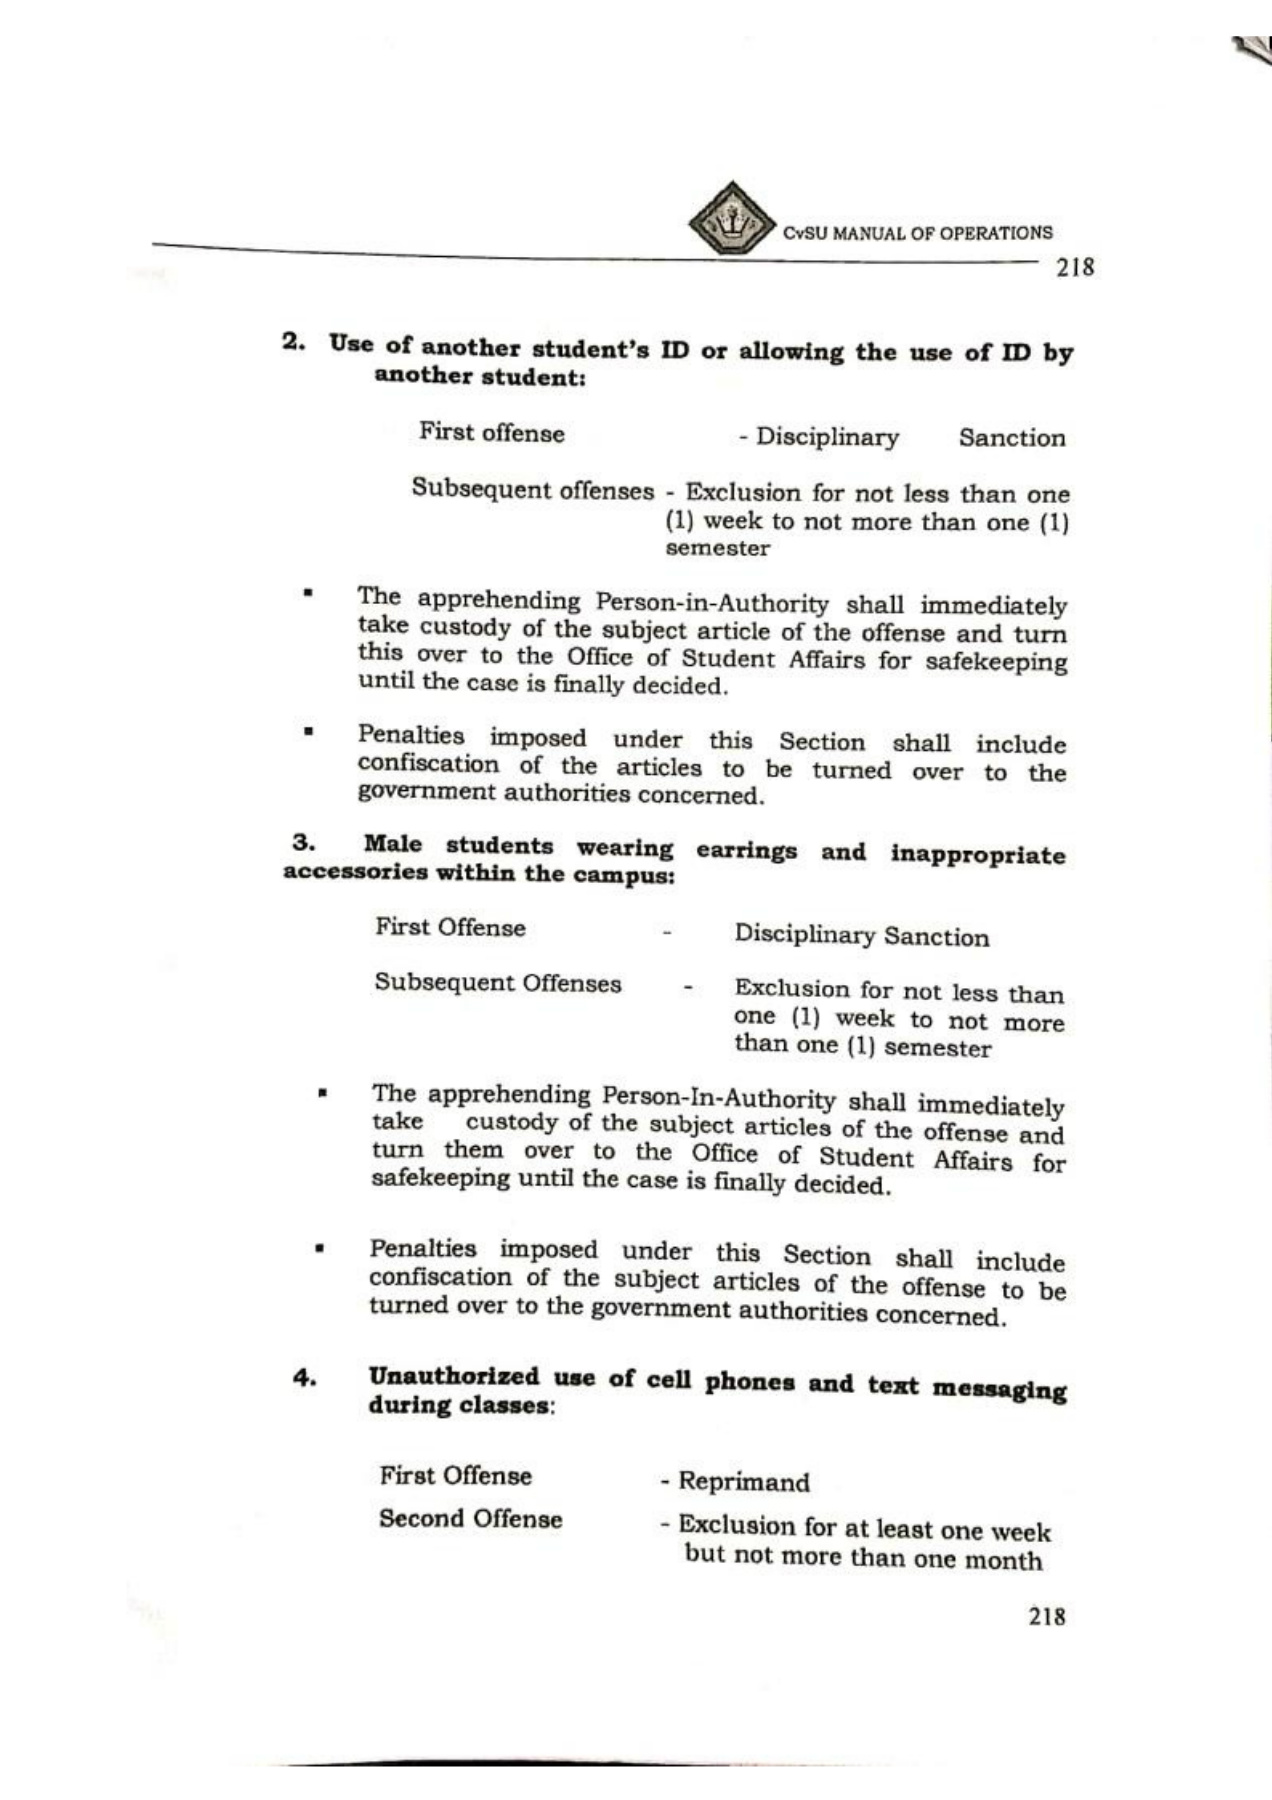 CvSU MANUAL OF OPERATIONS
218
2. Use of another student's ID or allowing the use of ID by
another student:
First offense - Disciplinary Sanction
Subsequent offenses - Exclusion for not less than one
(1) week to not more than one (1)
semester
▪ The apprehending Person-in-Authority shall immediately
take custody of the subject article of the offense and turn
this over to the Office of Student Affairs for safekeeping
until the case is finally decided.
▪ Penalties imposed under this Section shall include
confiscation of the articles to be turned over to the
government authorities concerned.
3. Male students wearing earrings and inappropriate
accessories within the campus:
First Offense - Disciplinary Sanction
Subsequent Offenses - Exclusion for not less than
one (1) week to not more
than one (1) semester
▪ The apprehending Person-In-Authority shall immediately
take custody of the subject articles of the offense and
turn them over to the Office of Student Affairs for
safekeeping until the case is finally decided.
▪ Penalties imposed under this Section shall include
confiscation of the subject articles of the offense to be
turned over to the government authorities concerned.
4. Unauthorized use of cell phones and text messaging
during classes:
First Offense - Reprimand
Second Offense - Exclusion for at least one week
but not more than one month
218